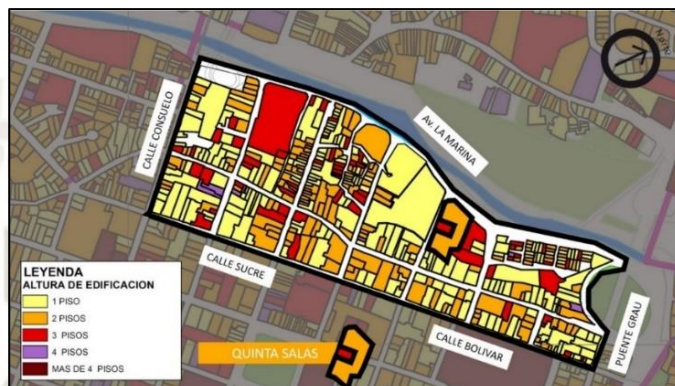 CALLE CONSUELO
AV. LA MARINA
CALLE SUCRE
CALLE BOLIVAR
PUENTE GRAU
LEYENDA
ALTURA DE EDIFICACION
1 PISO
2 PISOS
3 PISOS
4 PISOS
MAS DE 4 PISOS
QUINTA SALAS